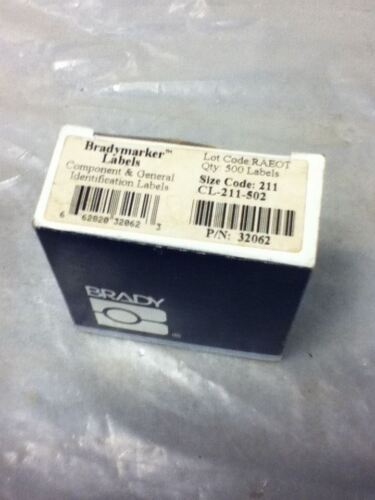 Bradymarker™
Labels
Component & General
Identification Labels
6 62820 32062 3
Lot Code RAEOT
Qty: 500 Labels
Size Code: 211
CL-211-502
P/N: 32062
BRADY
®